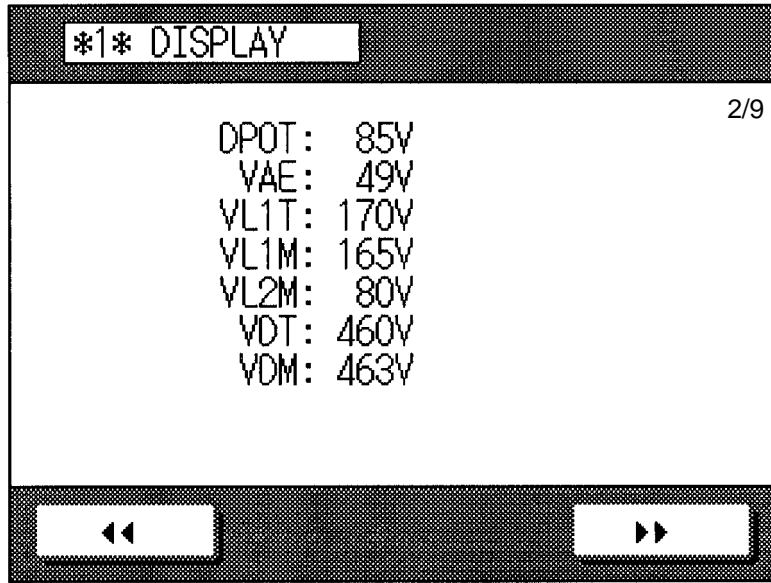 *1* DISPLAY
2/9
DPOT: 85V
VAE: 49V
VL1T: 170V
VL1M: 165V
VL2M: 80V
VDT: 460V
VDM: 463V